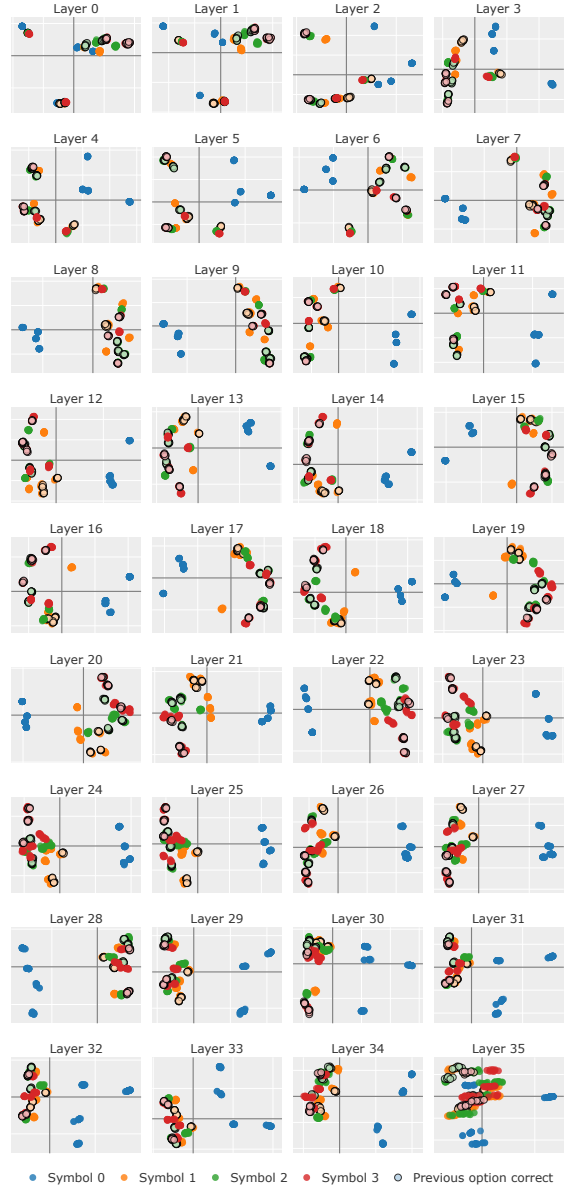 Layer 0 Layer 1 Layer 2 Layer 3
Layer 4 Layer 5 Layer 6 Layer 7
Layer 8 Layer 9 Layer 10 Layer 11
Layer 12 Layer 13 Layer 14 Layer 15
Layer 16 Layer 17 Layer 18 Layer 19
Layer 20 Layer 21 Layer 22 Layer 23
Layer 24 Layer 25 Layer 26 Layer 27
Layer 28 Layer 29 Layer 30 Layer 31
Layer 32 Layer 33 Layer 34 Layer 35
Symbol 0 Symbol 1 Symbol 2 Symbol 3 Previous option correct